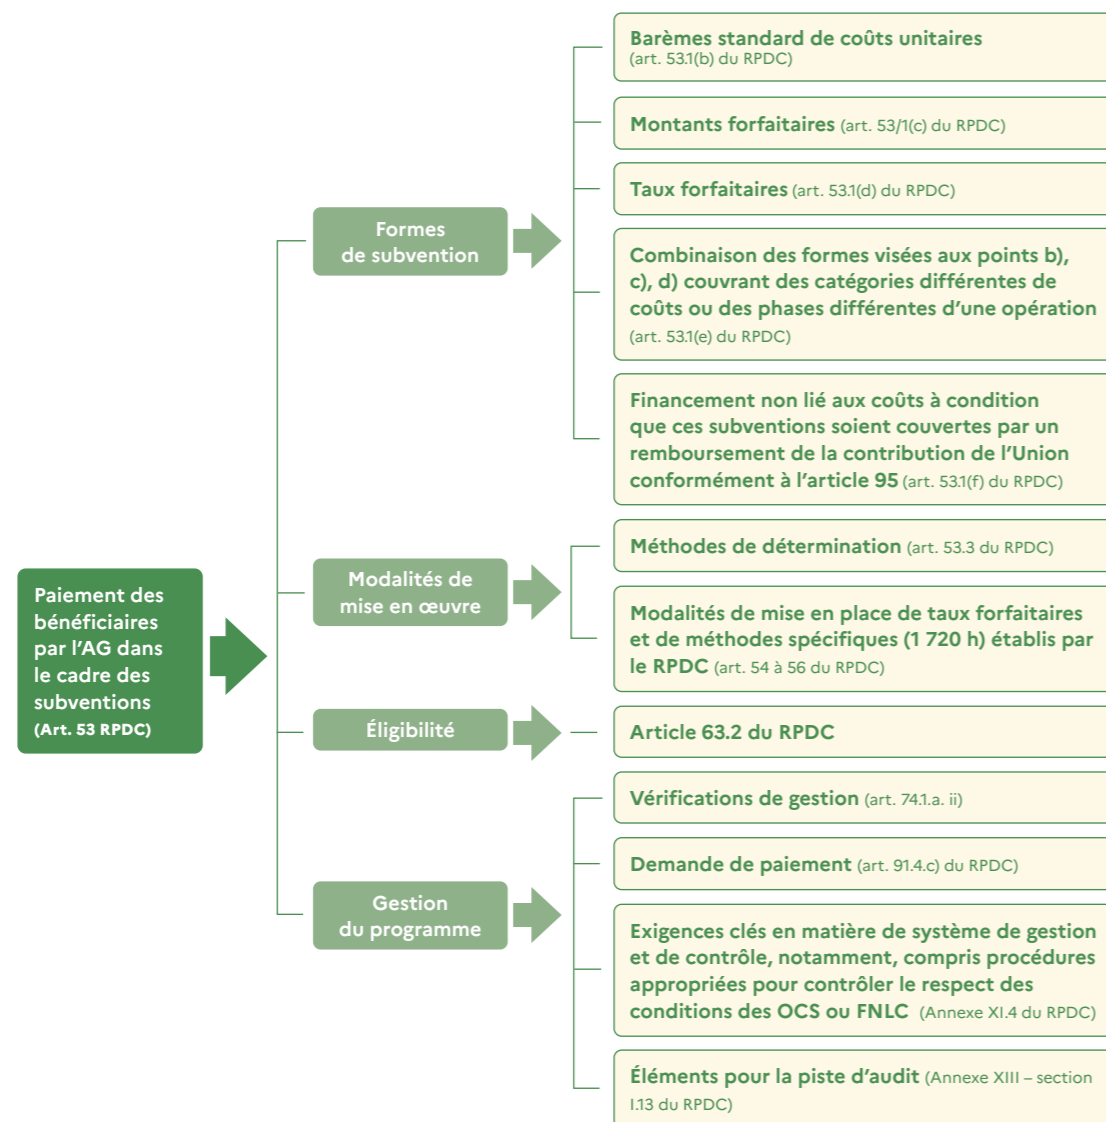 Paiement des
bénéficiaires
par l'AG dans
le cadre des
subventions
(Art. 53 RPDC)
Formes
de subvention
Barèmes standard de coûts unitaires
(art. 53.1(b) du RPDC)
Montants forfaitaires (art. 53/1(c) du RPDC)
Taux forfaitaires (art. 53.1(d) du RPDC)
Combinaison des formes visées aux points b),
c), d) couvrant des catégories différentes de
coûts ou des phases différentes d'une opération
(art. 53.1(e) du RPDC)
Financement non lié aux coûts à condition
que ces subventions soient couvertes par un
remboursement de la contribution de l'Union
conformément à l'article 95 (art. 53.1(f) du RPDC)
Modalités de
mise en œuvre
Méthodes de détermination (art. 53.3 du RPDC)
Modalités de mise en place de taux forfaitaires
et de méthodes spécifiques (1 720 h) établis par
le RPDC (art. 54 à 56 du RPDC)
Éligibilité
Article 63.2 du RPDC
Gestion
du programme
Vérifications de gestion (art. 74.1.a. ii)
Demande de paiement (art. 91.4.c) du RPDC)
Exigences clés en matière de système de gestion
et de contrôle, notamment, compris procédures
appropriées pour contrôler le respect des
conditions des OCS ou FNLC (Annexe XI.4 du RPDC)
Éléments pour la piste d'audit (Annexe XIII – section
I.13 du RPDC)